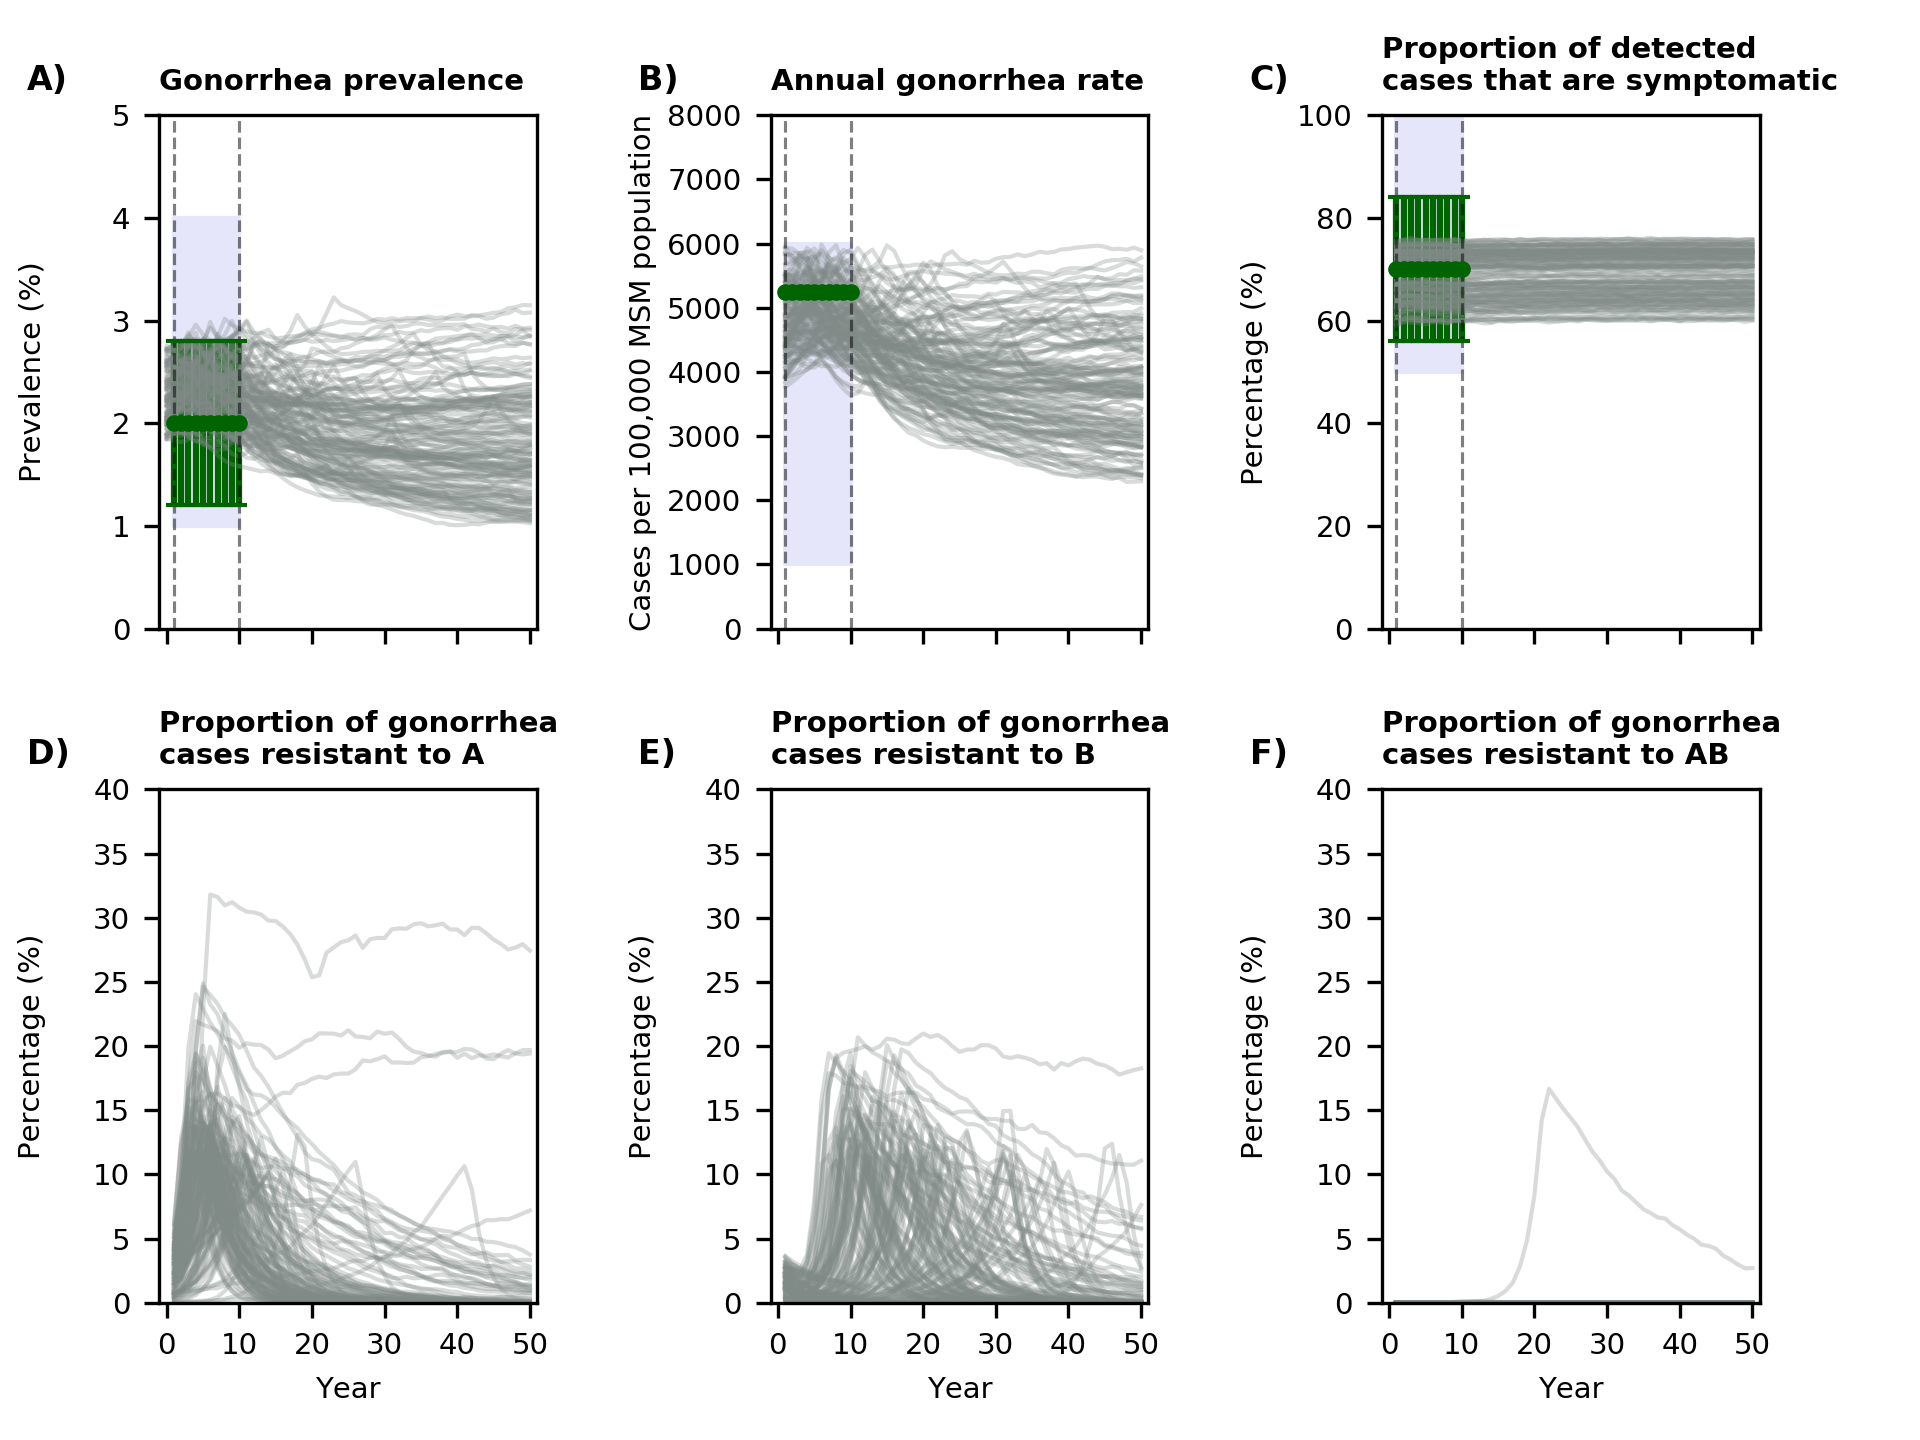 A) Gonorrhea prevalence
5
4
3
2
1
0
Prevalence (%)
B) Annual gonorrhea rate
8000
7000
6000
5000
4000
3000
2000
1000
0
Cases per 100,000 MSM population
C) Proportion of detected
cases that are symptomatic
100
80
60
40
20
0
Percentage (%)
D) Proportion of gonorrhea
cases resistant to A
40
35
30
25
20
15
10
5
0
Percentage (%)
0 10 20 30 40 50
Year
E) Proportion of gonorrhea
cases resistant to B
40
35
30
25
20
15
10
5
0
Percentage (%)
0 10 20 30 40 50
Year
F) Proportion of gonorrhea
cases resistant to AB
40
35
30
25
20
15
10
5
0
Percentage (%)
0 10 20 30 40 50
Year